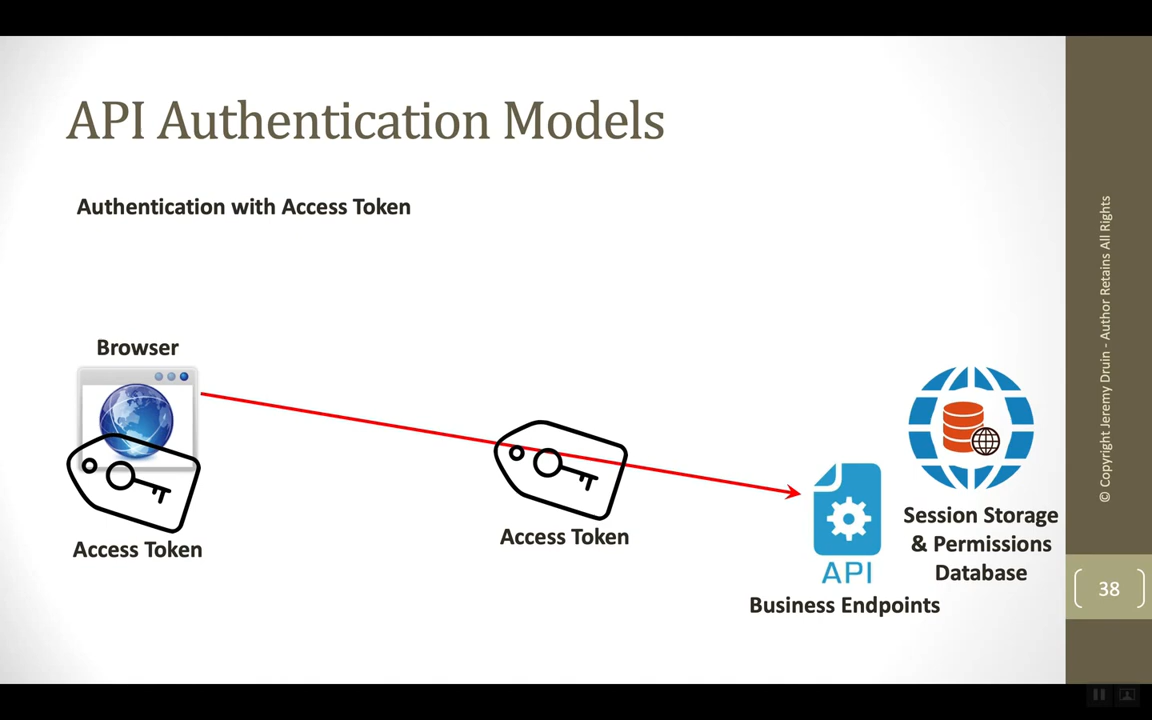 API Authentication Models
Authentication with Access Token
Browser
Access Token
Access Token
API
Business Endpoints
Session Storage
& Permissions
Database
© Copyright Jeremy Druin - Author Retains All Rights
38